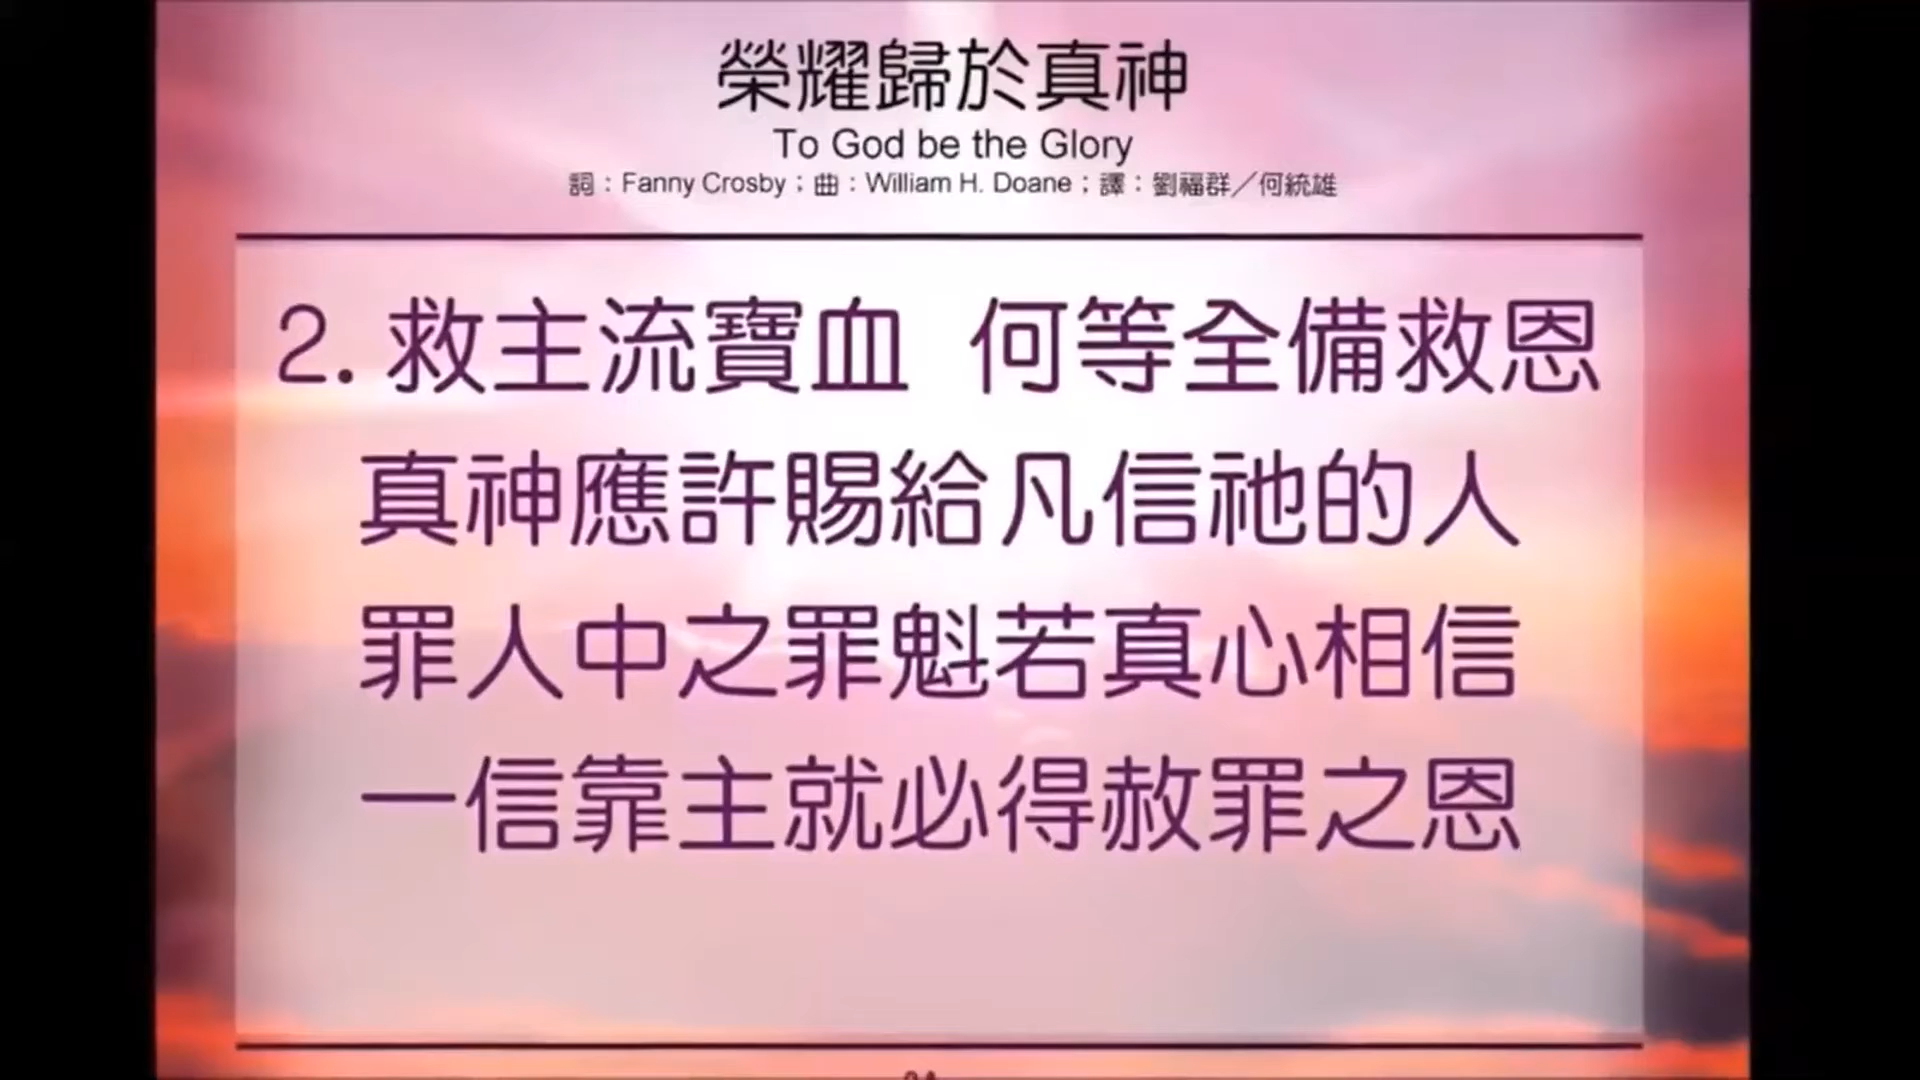 榮耀歸於真神
To God be the Glory
詞：Fanny Crosby；曲：William H. Doane；譯：劉福群／何統雄
2. 救主流寶血 何等全備救恩
真神應許賜給凡信祂的人
罪人中之罪魁若真心相信
一信靠主就必得赦罪之恩